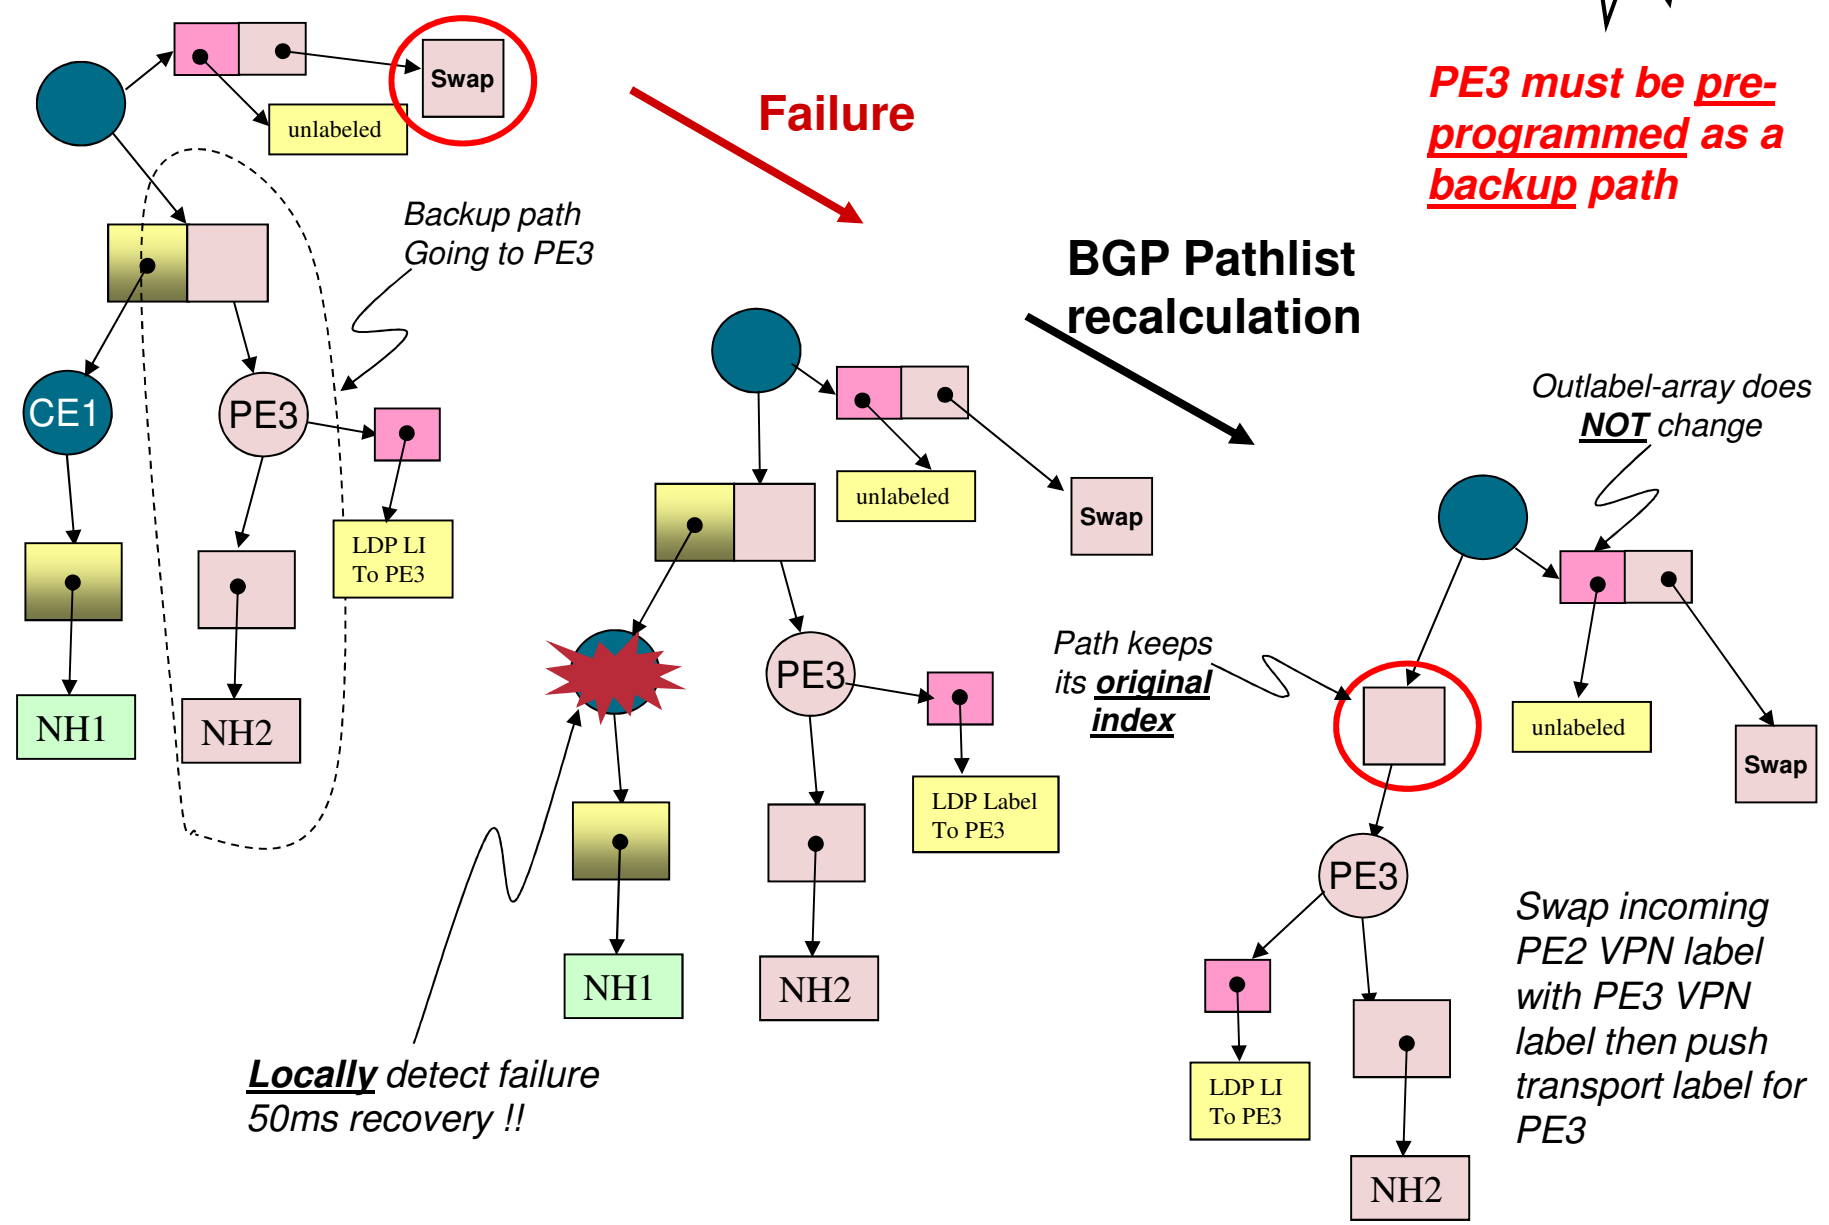 Swap
unlabeled
Failure
PE3 must be pre-
programmed as a
backup path
Backup path
Going to PE3
BGP Pathlist
recalculation
CE1
PE3
LDP LI
To PE3
NH1
NH2
unlabeled
Swap
PE3
LDP Label
To PE3
NH1
NH2
Locally detect failure
50ms recovery !!
Outlabel-array does
NOT change
Path keeps
its original
index
unlabeled
Swap
PE3
LDP LI
To PE3
NH2
Swap incoming
PE2 VPN label
with PE3 VPN
label then push
transport label for
PE3